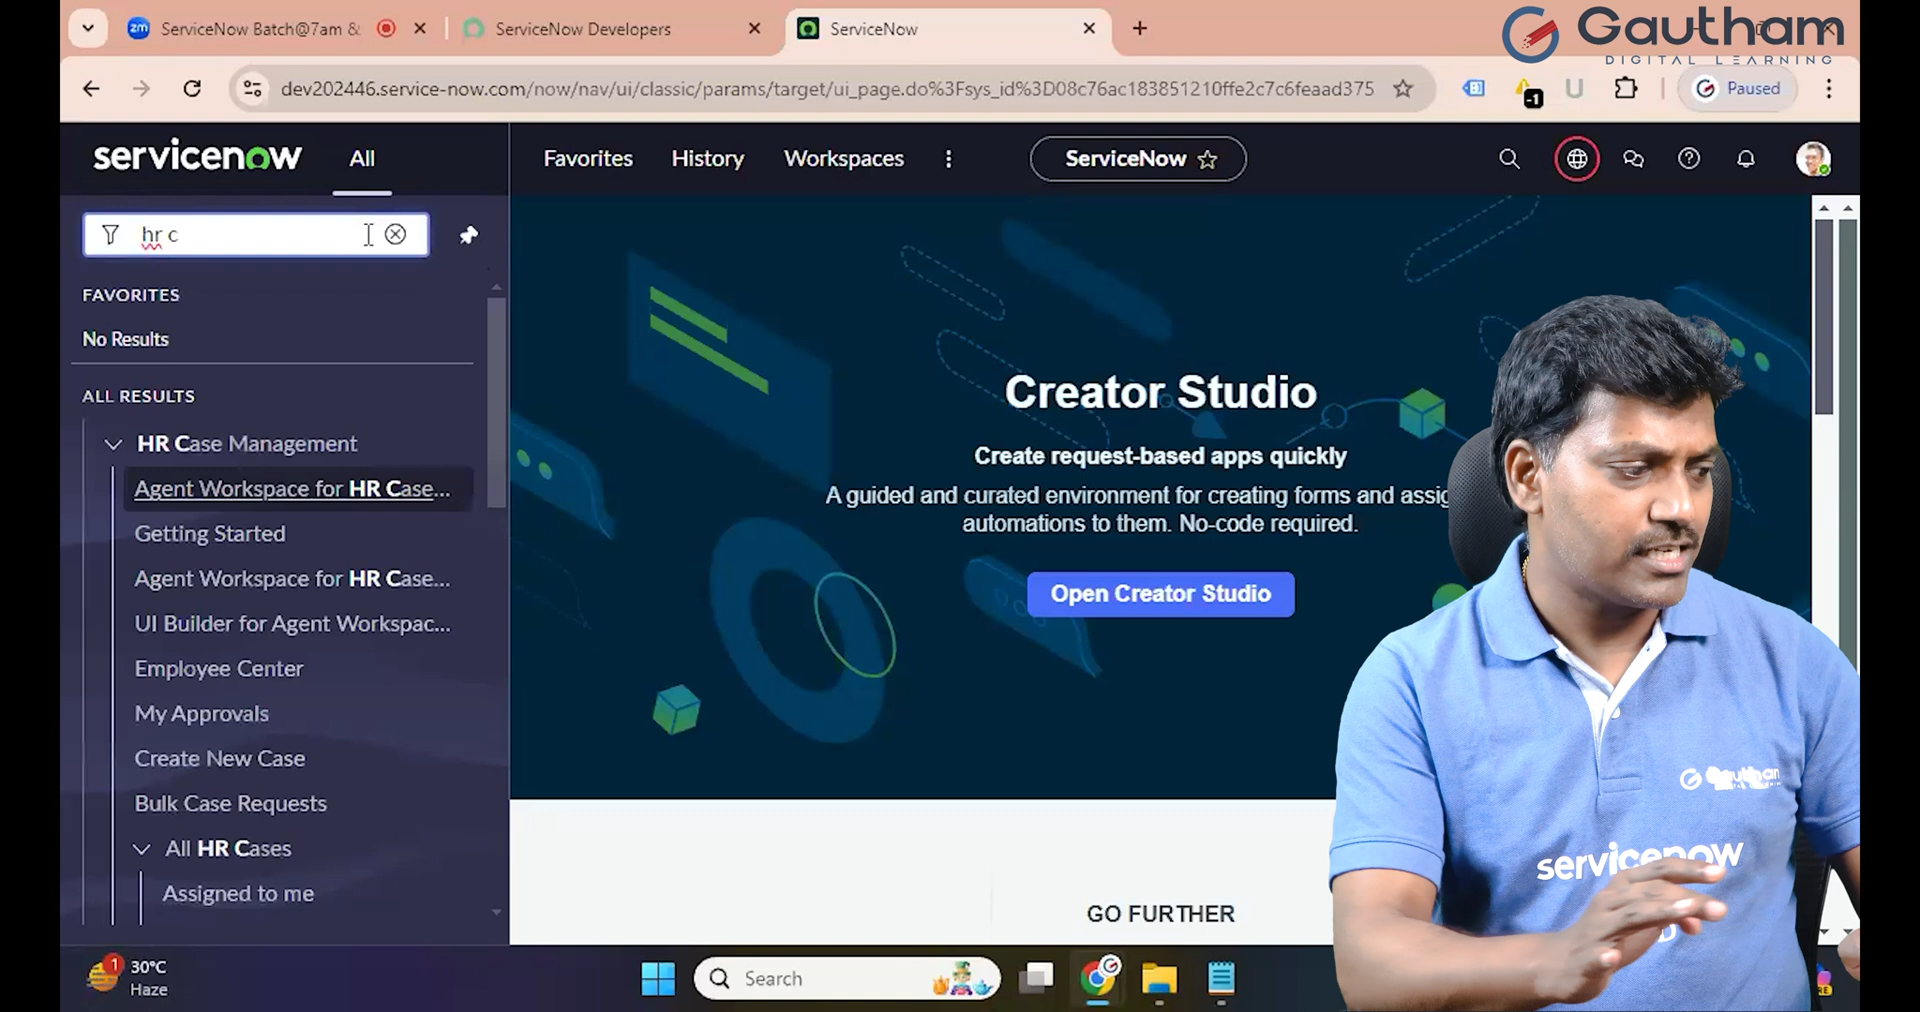 ServiceNow Batch@7am &
ServiceNow Developers
ServiceNow
Gautham
DIGITAL LEARNING
dev202446.service-now.com/now/nav/ui/classic/params/target/ui_page.do%3Fsys_id%3D08c76ac183851210ffe2c7c6feaad375
-1
U
Paused
servicenow
All
Favorites
History
Workspaces
ServiceNow
hr c
FAVORITES
No Results
ALL RESULTS
HR Case Management
Agent Workspace for HR Case...
Getting Started
Agent Workspace for HR Case...
UI Builder for Agent Workspac...
Employee Center
My Approvals
Create New Case
Bulk Case Requests
All HR Cases
Assigned to me
Creator Studio
Create request-based apps quickly
A guided and curated environment for creating forms and assig
automations to them. No-code required.
Open Creator Studio
GO FURTHER
servicenow
1
30°C
Haze
Search